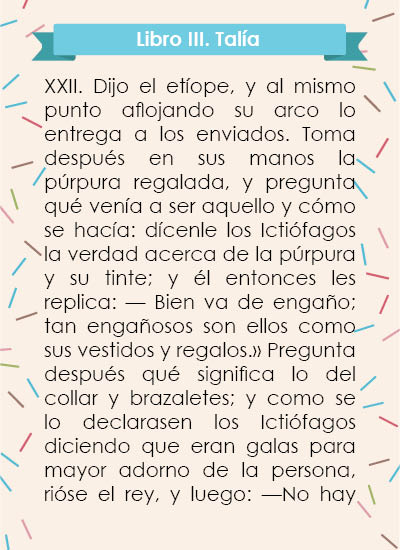 Libro III. Talía
XXII. Dijo el etíope, y al mismo
punto aflojando su arco lo
entrega a los enviados. Toma
después en sus manos la
púrpura regalada, y pregunta
qué venía a ser aquello y cómo
se hacía: dícenle los Ictiófagos
la verdad acerca de la púrpura
y su tinte; y él entonces les
replica: — Bien va de engaño;
tan engañosos son ellos como
sus vestidos y regalos.» Pregunta
después qué significa lo del
collar y brazaletes; y como se
lo declarasen los Ictiófagos
diciendo que eran galas para
mayor adorno de la persona,
rióse el rey, y luego: —No hay